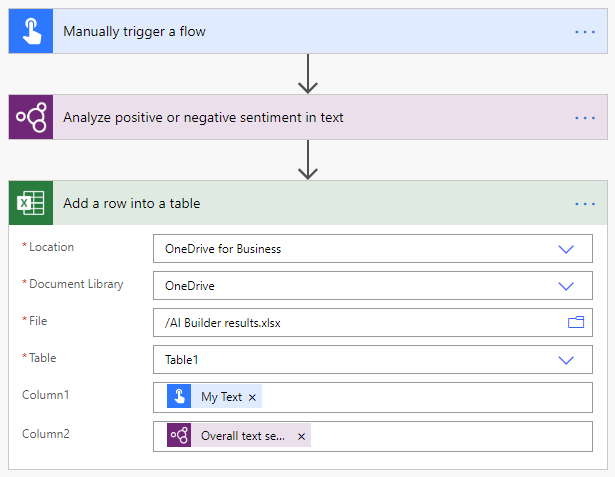 Manually trigger a flow
Analyze positive or negative sentiment in text
Add a row into a table
* Location
OneDrive for Business
* Document Library
OneDrive
* File
/AI Builder results.xlsx
* Table
Table1
Column1
My Text ×
Column2
Overall text se... ×